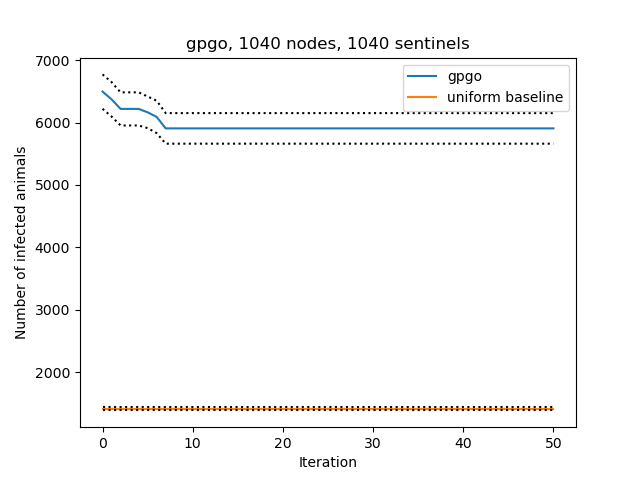 gpgo, 1040 nodes, 1040 sentinels
7000
6000
5000
4000
3000
2000
Number of infected animals
gpgo
uniform baseline
0
10
20
30
40
50
Iteration